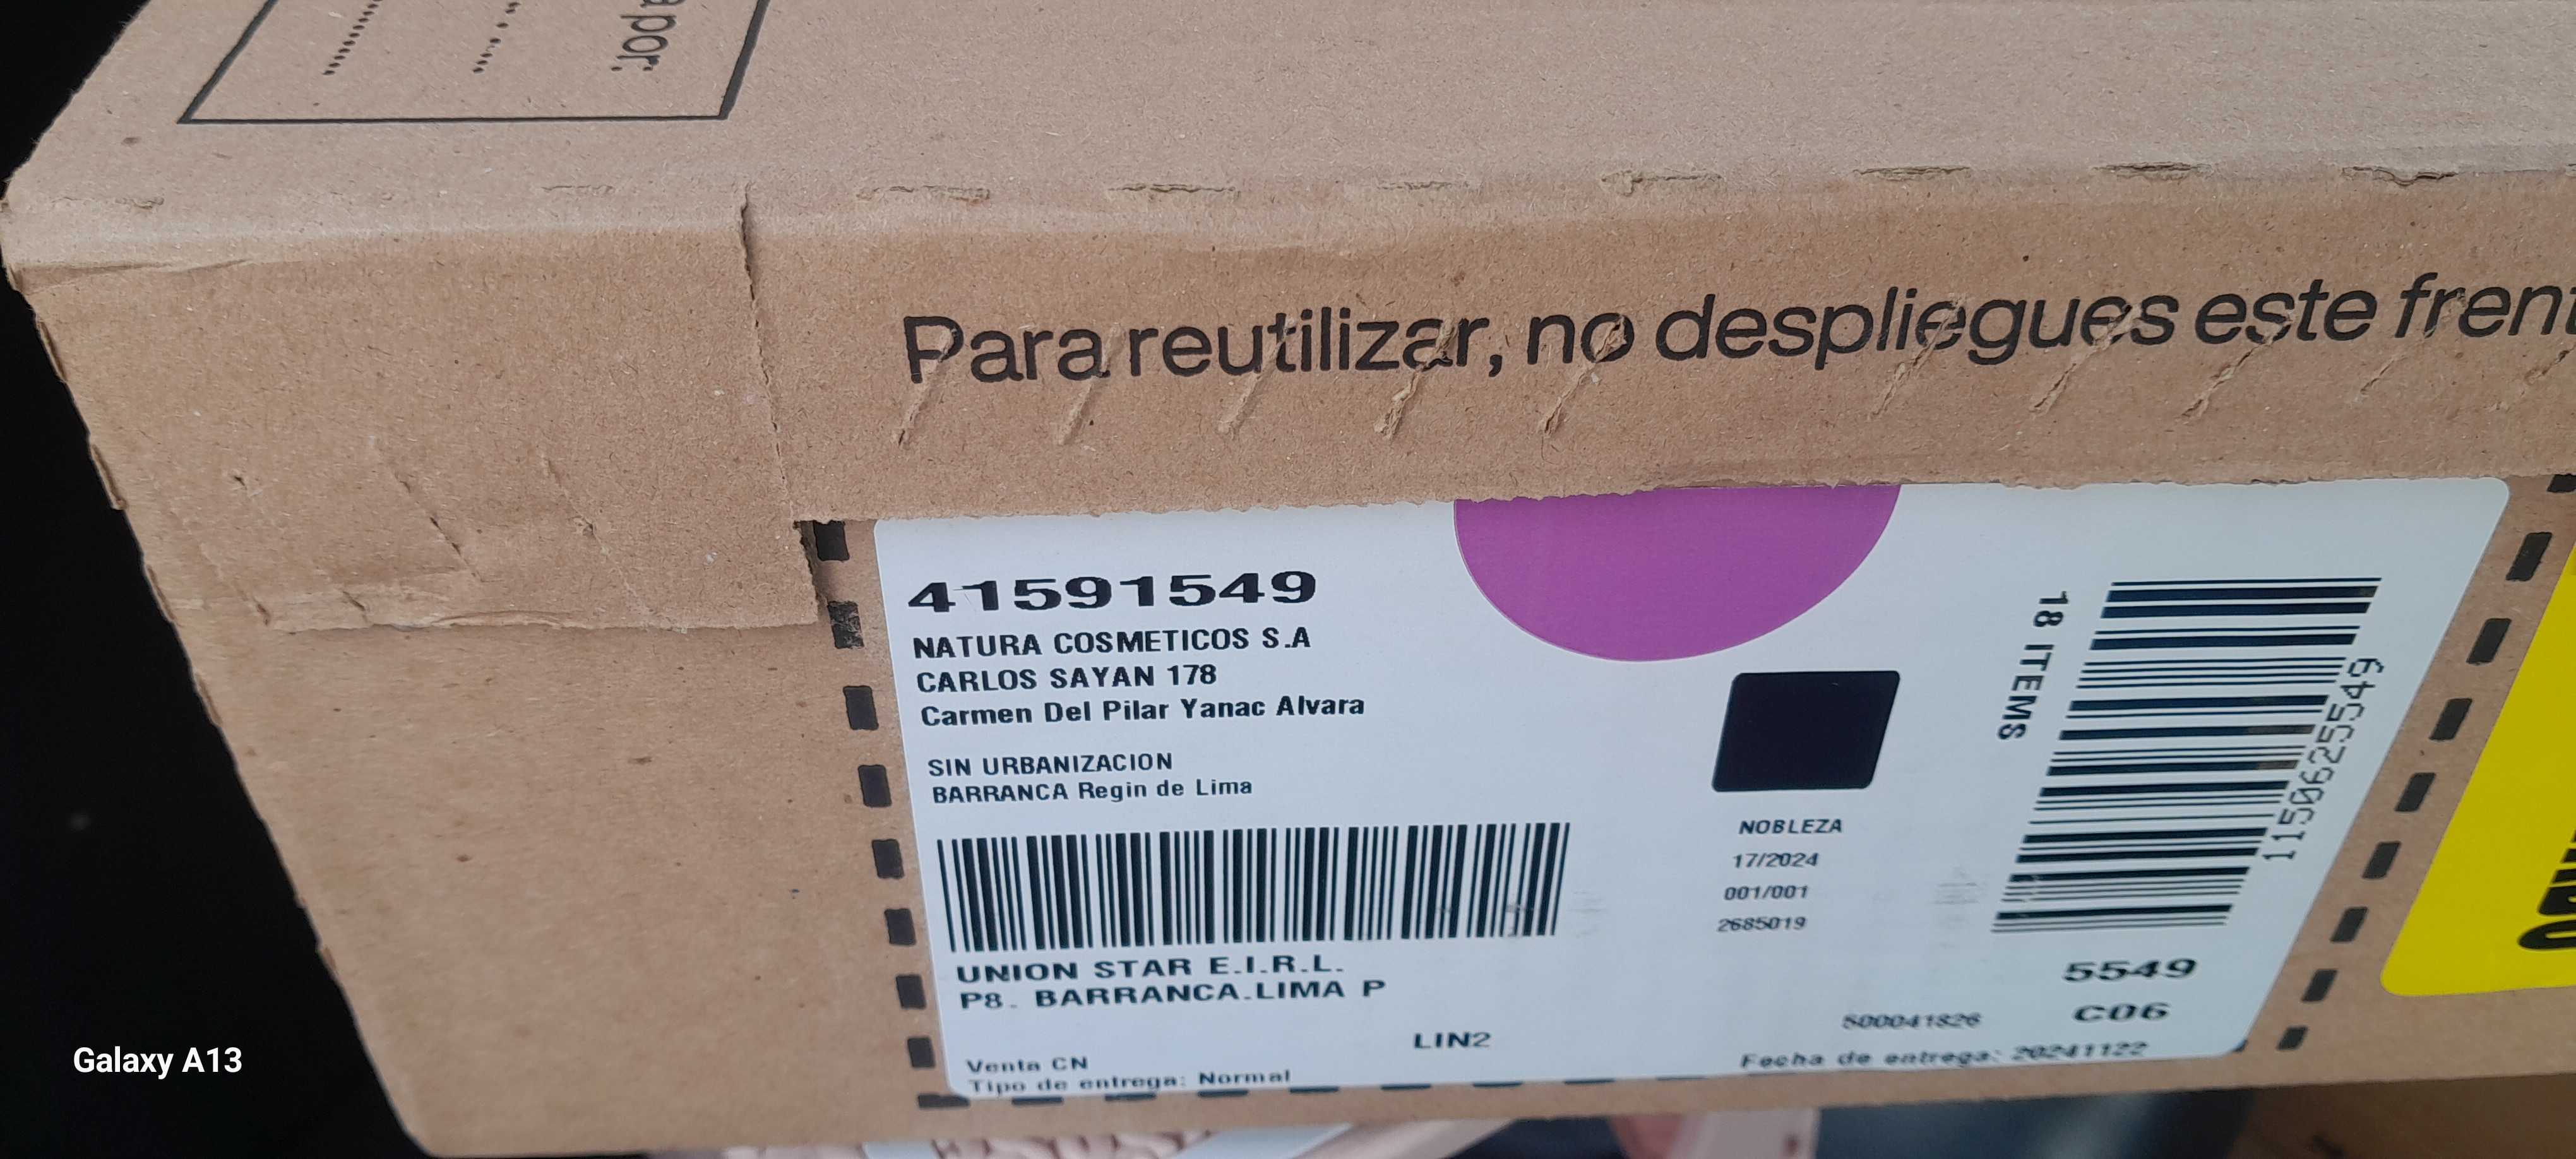 por:
Para reutilizar, no despliegues este
41591549
NATURA COSMETICOS S.A
CARLOS SAYAN 178
Carmen Del Pilar Yanac Alvara
SIN URBANIZACION
BARRANCA Regin de Lima
UNION STAR E.I.R.L.
P8. BARRANCA.LIMA P
LIN2
Venta CN
Tipo de entrega: Normal
NOBLEZA
17/2024
001/001
2685019
18 ITEMS
11506255549
5549
C06
500041826
Fecha de entrega: 20241122
Galaxy A13